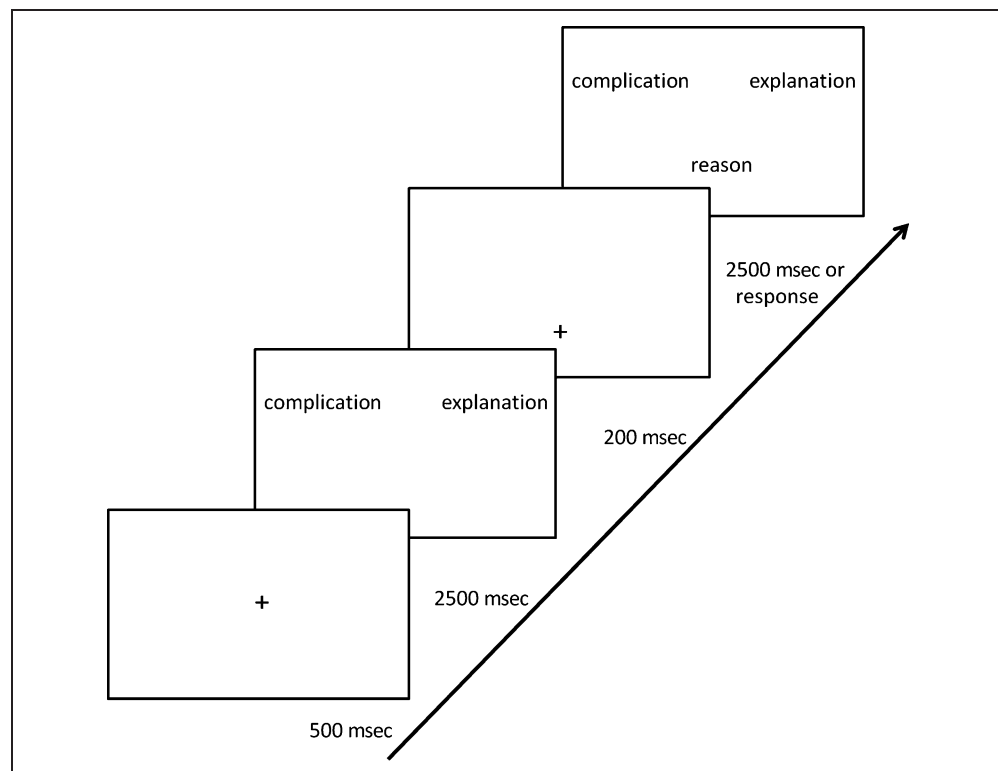 complication explanation
reason
2500 msec or
response
+
complication explanation
200 msec
+
2500 msec
500 msec